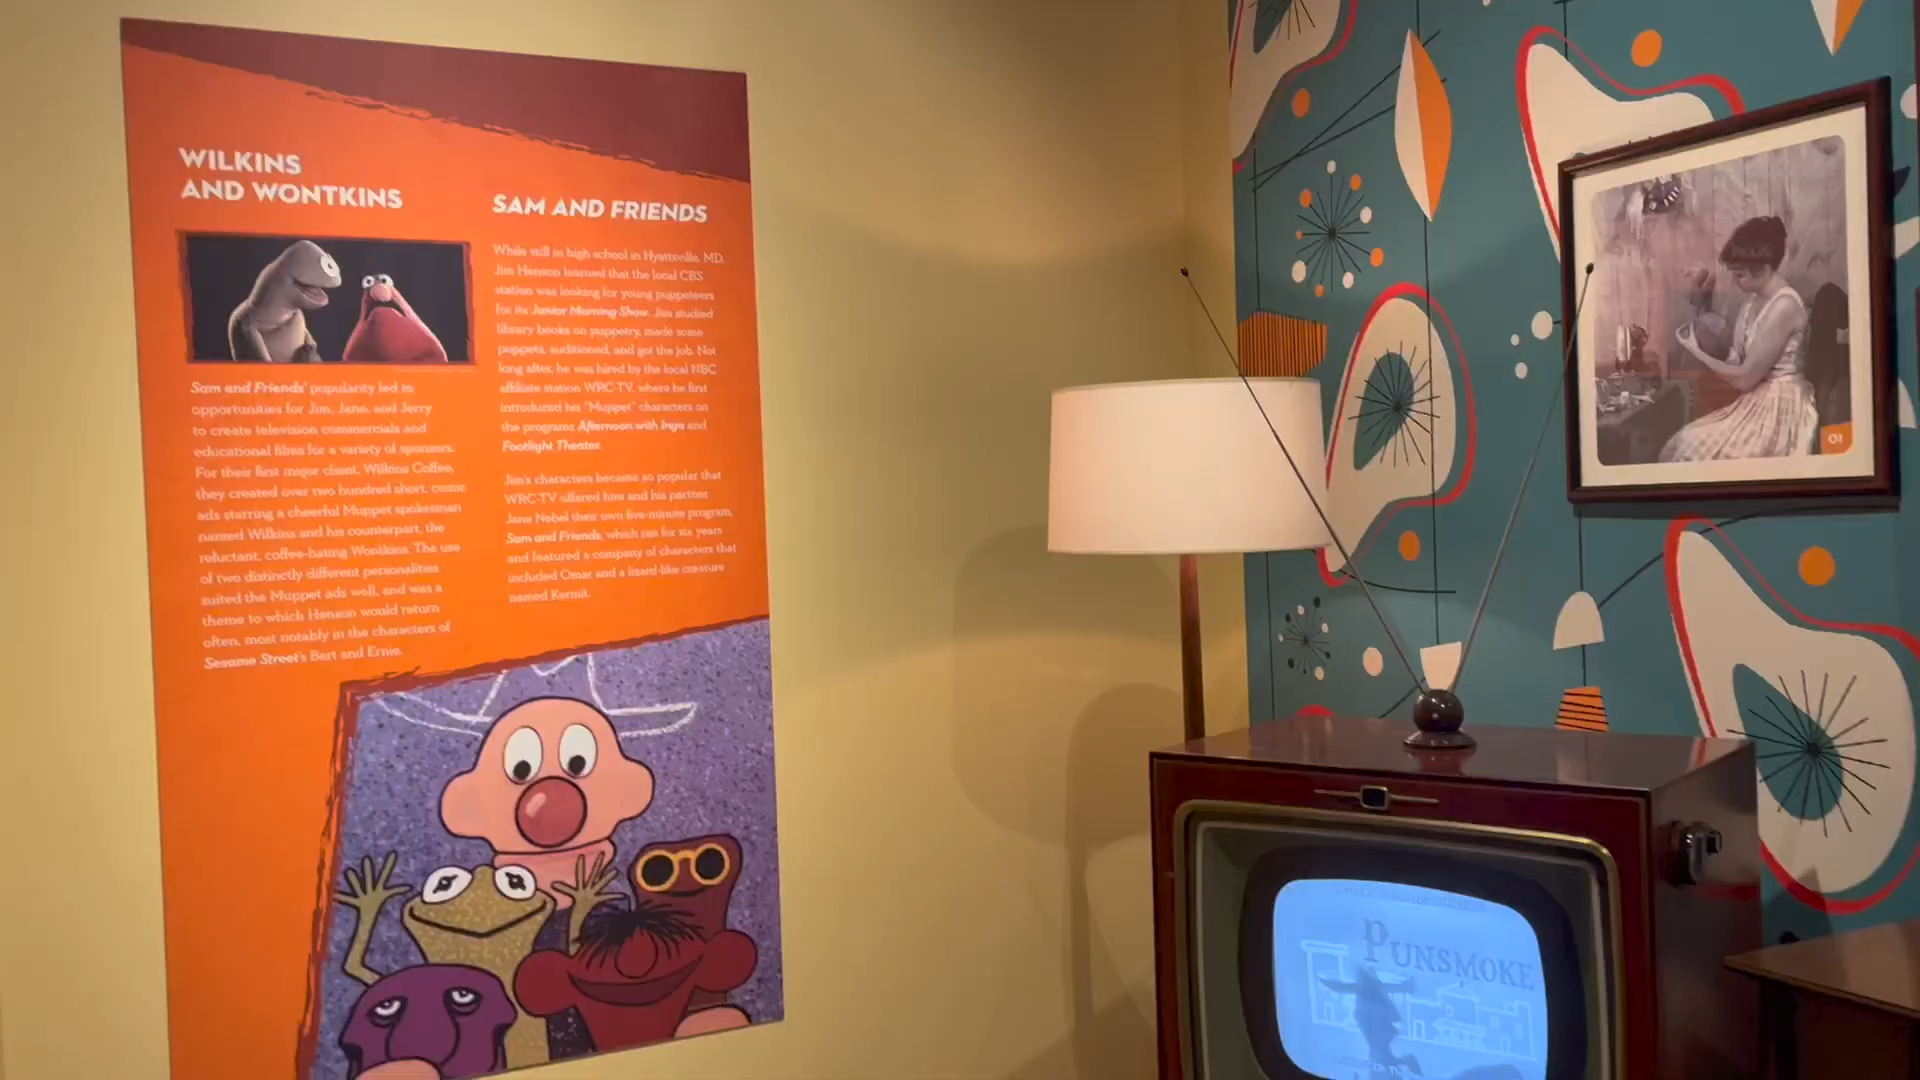 WILKINS
AND WONTKINS
Sam and Friends' popularity led to
opportunities for Jim, Jane, and Jerry
to create television commercials and
educational films for a variety of sponsors.
For their first major client, Wilkins Coffee,
they created over two hundred short, comic
ads starring a cheerful Muppet spokesman
named Wilkins and his counterpart, the
reluctant, coffee-hating Wontkins. The use
of two distinctly different personalities
suited the Muppet ads well, and was a
theme to which Henson would return
often, most notably in the characters of
Sesame Street's Bert and Ernie.
SAM AND FRIENDS
While still in high school in Hyattsville, MD,
Jim Henson learned that the local CBS
station was looking for young puppeteers
for its Junior Morning Show. Jim studied
library books on puppetry, made some
puppets, auditioned, and got the job. Not
long after, he was hired by the local NBC
affiliate station WRC-TV, where he first
introduced his "Muppet" characters on
the programs Afternoon with Inga and
Footlight Theater.
Jim's characters became so popular that
WRC-TV offered him and his partner
Jane Nebel their own five-minute program,
Sam and Friends, which ran for six years
and featured a company of characters that
included Omar and a lizard-like creature
named Kermit.
01
PUNSMOKE